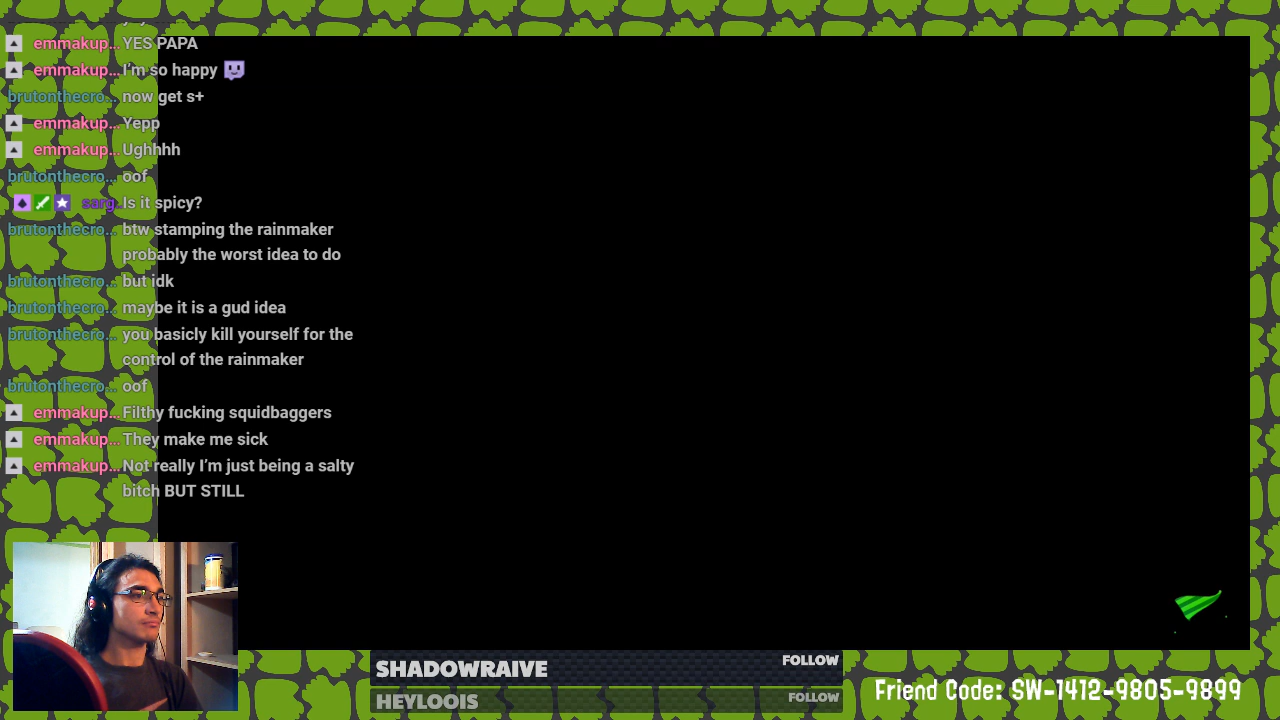 emmakup... YES PAPA
emmakup... I'm so happy
brutonthecro... now get s+
emmakup... Yepp
emmakup... Ughhhh
brutonthecro... oof
sarg... Is it spicy?
brutonthecro... btw stamping the rainmaker
probably the worst idea to do
brutonthecro... but idk
brutonthecro... maybe it is a gud idea
brutonthecro... you basicly kill yourself for the
control of the rainmaker
brutonthecro... oof
emmakup... Filthy fucking squidbaggers
emmakup... They make me sick
emmakup... Not really I'm just being a salty
bitch BUT STILL
SHADOWRAIVE FOLLOW
HEYLOOIS FOLLOW
Friend Code: SW-1412-9805-9899